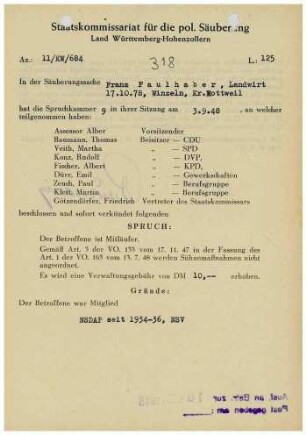 Staatskommissariat für die pol. Säuberung
Land Württemberg-Hohenzollern
Az.: 11/KW/684
318
L.: 125
In der Säuberungssache Franz Paulhaber, Landwirt
17.10.78, Winzeln, Kr.Rottweil
hat die Spruchkammer 9 in ihrer Sitzung am 3.9.48, an welcher
teilgenommen haben:
Assessor Alber Vorsitzender
Baumann, Thomas Beisitzer — CDU
Veith, Martha „ — SPD
Konz, Rudolf „ — DVP,
Fischer, Albert „ — KPD,
Dürr, Emil „ — Gewerkschaften
Zendt, Paul „ — Berufsgruppe
Kleit, Martin „ — Berufsgruppe
Götzendörfer, Friedrich Vertreter des Staatskommissars
beschlossen und sofort verkündet folgenden
SPRUCH:
Der Betroffene ist Mitläufer.
Gemäß Art. 5 der VO. 133 vom 17. 11. 47 in der Fassung des
Art. 1 der VO. 165 vom 13. 7. 48 werden Sühnemaßnahmen nicht
angeordnet.
Es wird eine Verwaltungsgebühr von DM 10,-- erhoben.
Gründe:
Der Betroffene war Mitglied
NSDAP seit 1934-36, NSV